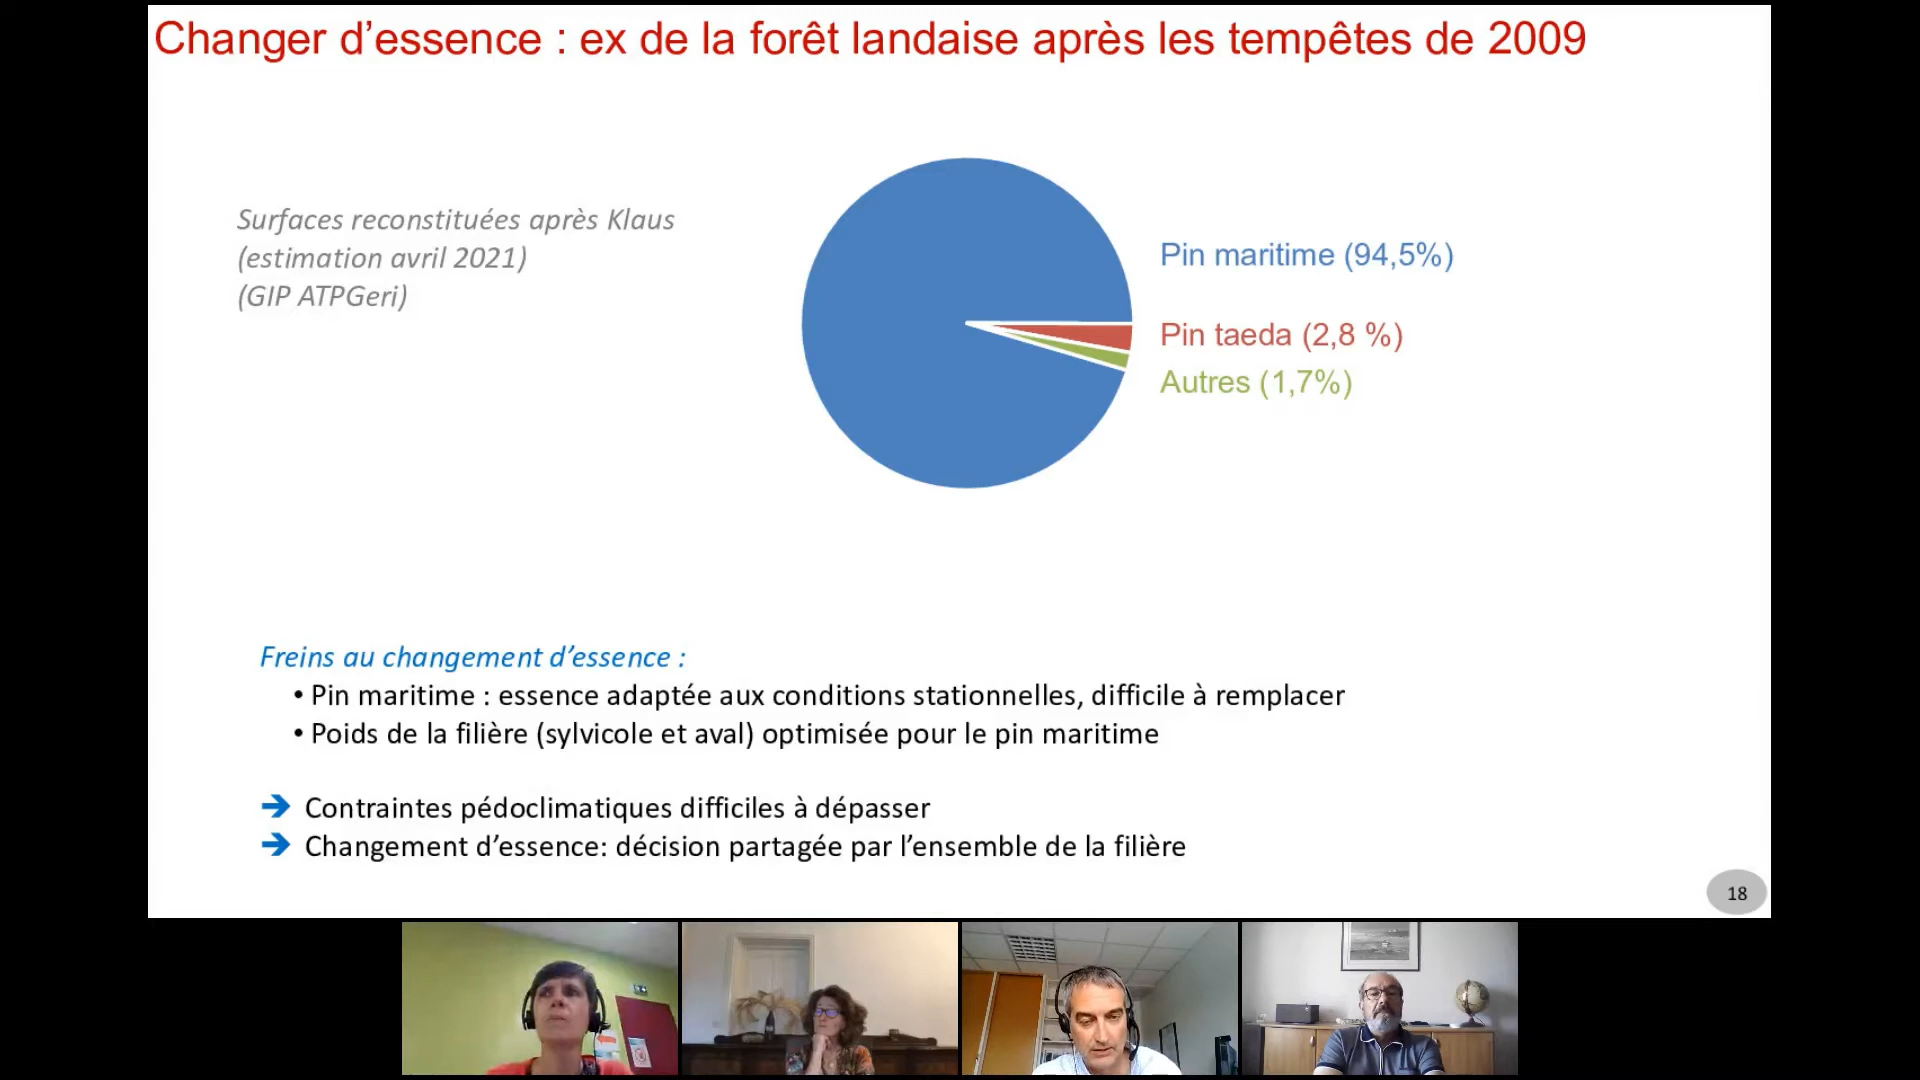 Changer d’essence : ex de la forêt landaise après les tempêtes de 2009
Surfaces reconstituées après Klaus
(estimation avril 2021)
(GIP ATPGeri)
Pin maritime (94,5%)
Pin taeda (2,8 %)
Autres (1,7%)
Freins au changement d’essence :
• Pin maritime : essence adaptée aux conditions stationnelles, difficile à remplacer
• Poids de la filière (sylvicole et aval) optimisée pour le pin maritime
➔ Contraintes pédoclimatiques difficiles à dépasser
➔ Changement d’essence: décision partagée par l’ensemble de la filière
18